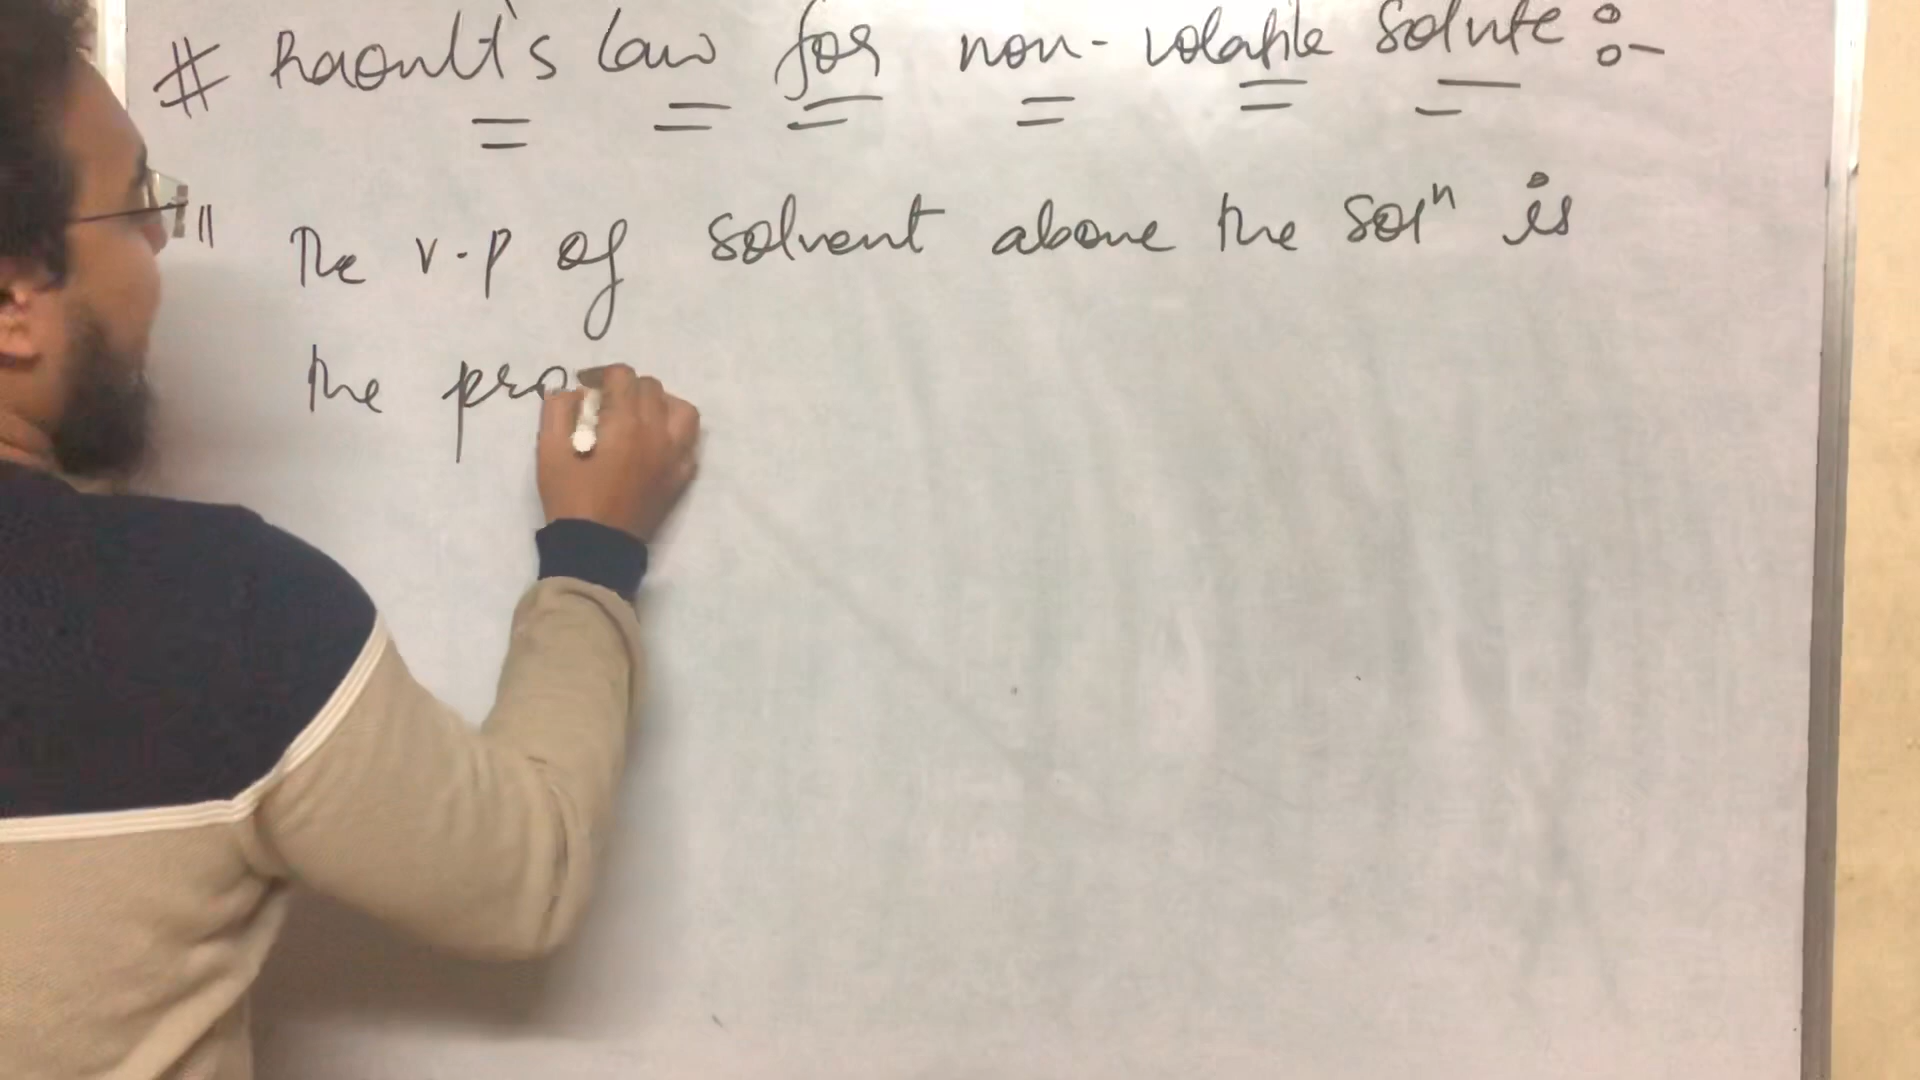 # Raoult's law for non-volatile solute :-
" The v.p of solvent above the solⁿ is
the pro